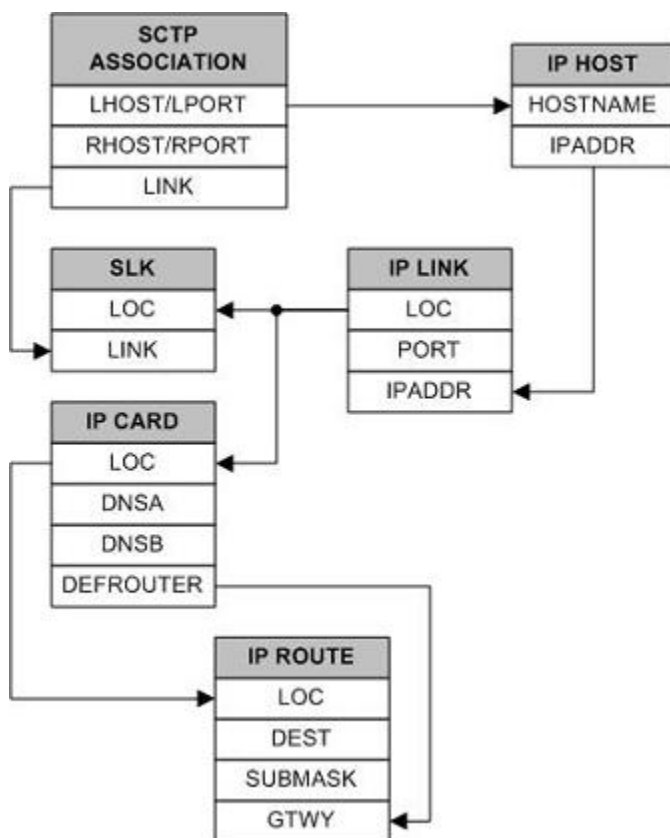 SCTP
ASSOCIATION
LHOST/LPORT
RHOST/RPORT
LINK
IP HOST
HOSTNAME
IPADDR
SLK
LOC
LINK
IP LINK
LOC
PORT
IPADDR
IP CARD
LOC
DNSA
DNSB
DEFROUTER
IP ROUTE
LOC
DEST
SUBMASK
GTWY